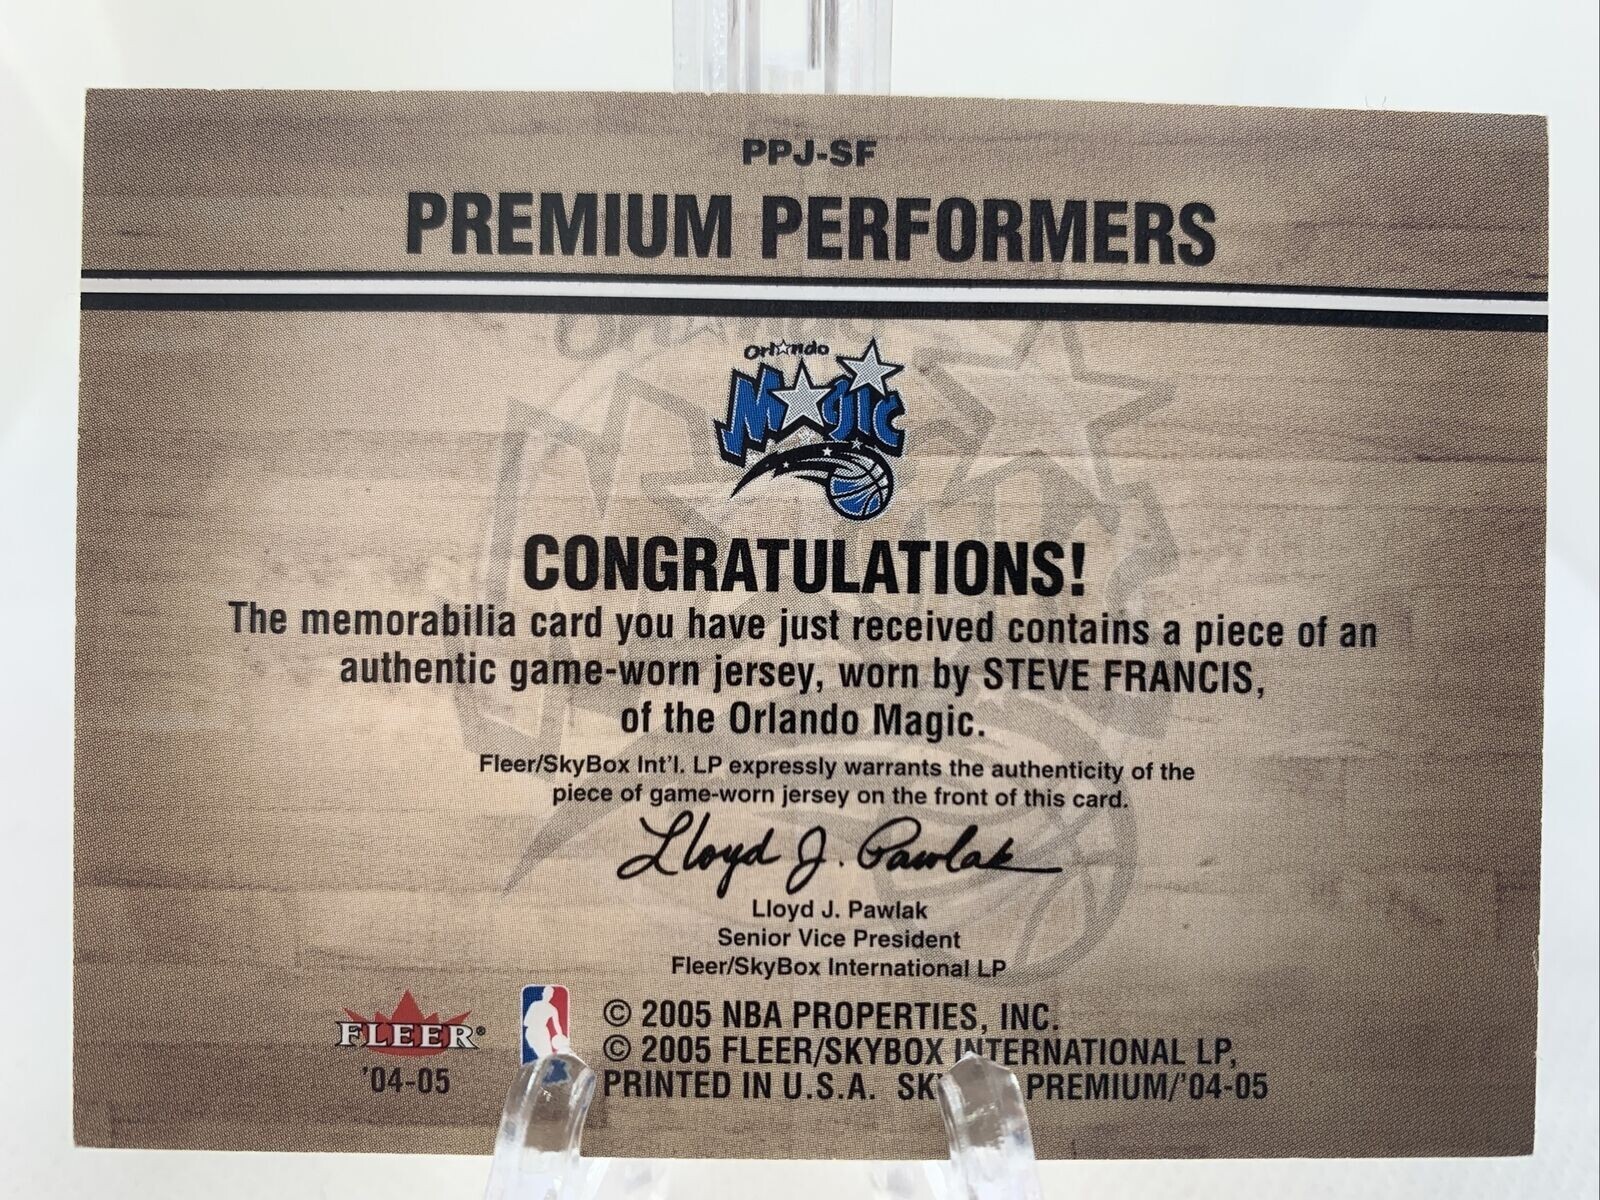 PPJ-SF
PREMIUM PERFORMERS
Orlando
Magic
CONGRATULATIONS!
The memorabilia card you have just received contains a piece of an
authentic game-worn jersey, worn by STEVE FRANCIS,
of the Orlando Magic.
Fleer/SkyBox Int'l. LP expressly warrants the authenticity of the
piece of game-worn jersey on the front of this card.
Lloyd J. Pawlak
Lloyd J. Pawlak
Senior Vice President
Fleer/SkyBox International LP
FLEER®
'04-05
© 2005 NBA PROPERTIES, INC.
© 2005 FLEER/SKYBOX INTERNATIONAL LP,
PRINTED IN U.S.A. PREMIUM/'04-05